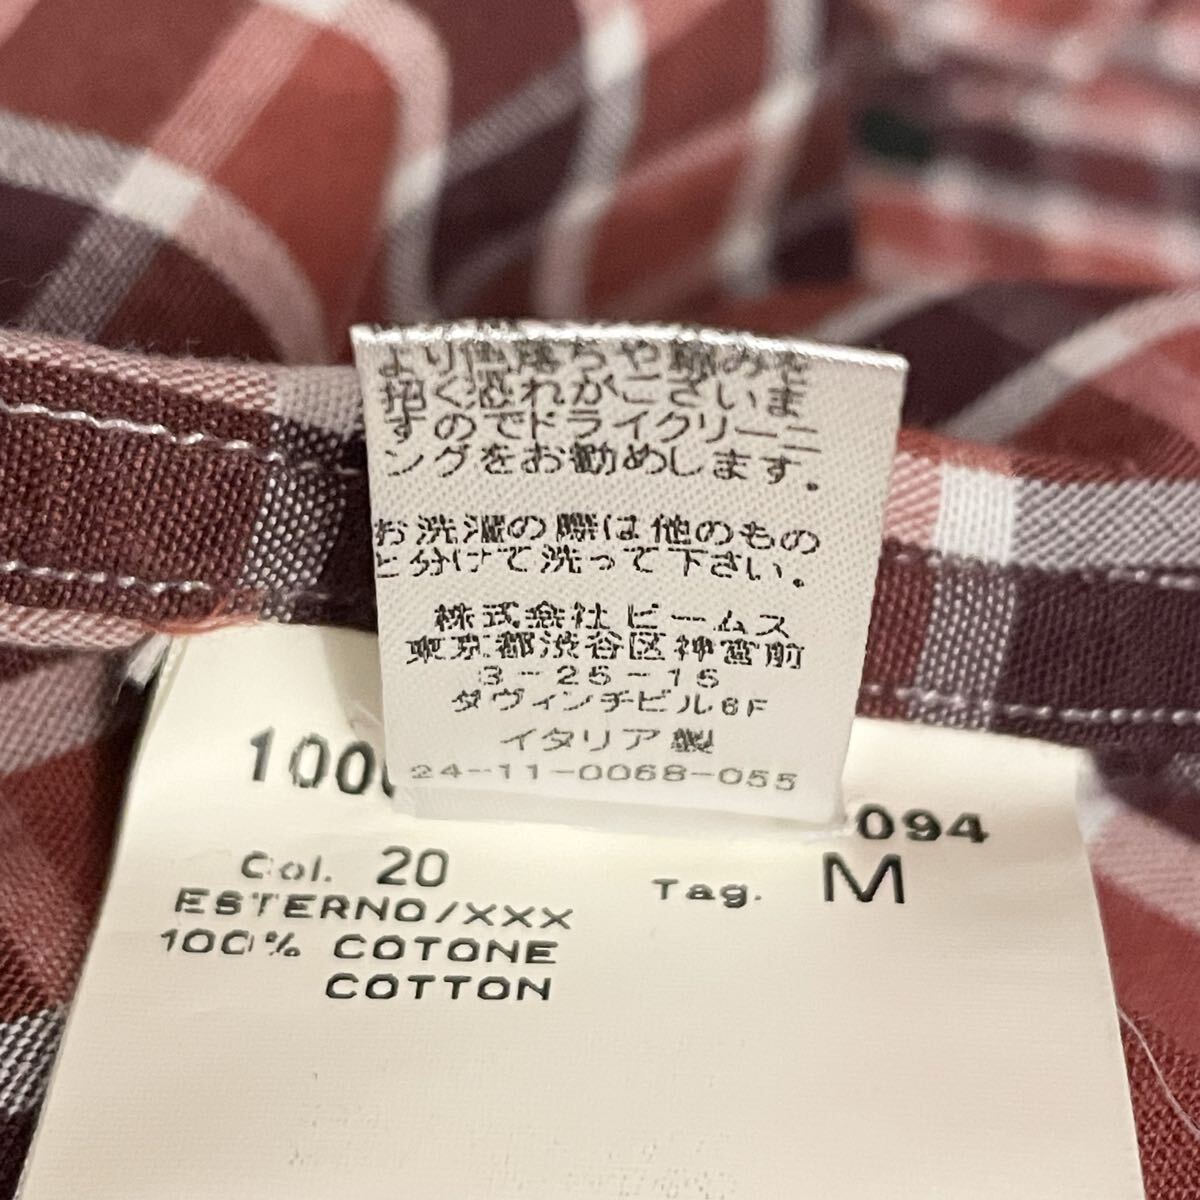 より色落ちや縮みを
招く恐れがございま
すのでドライクリーニ
ングをお勧めします。
お洗濯の際は他のもの
と分けて洗って下さい。
株式会社ビームス
東京都渋谷区神宮前
3-25-15
ダヴィンチビル6F
イタリア製
24-11-0068-055
100
094
Col. 20
Tag. M
ESTERNO/XXX
100% COTONE
COTTON